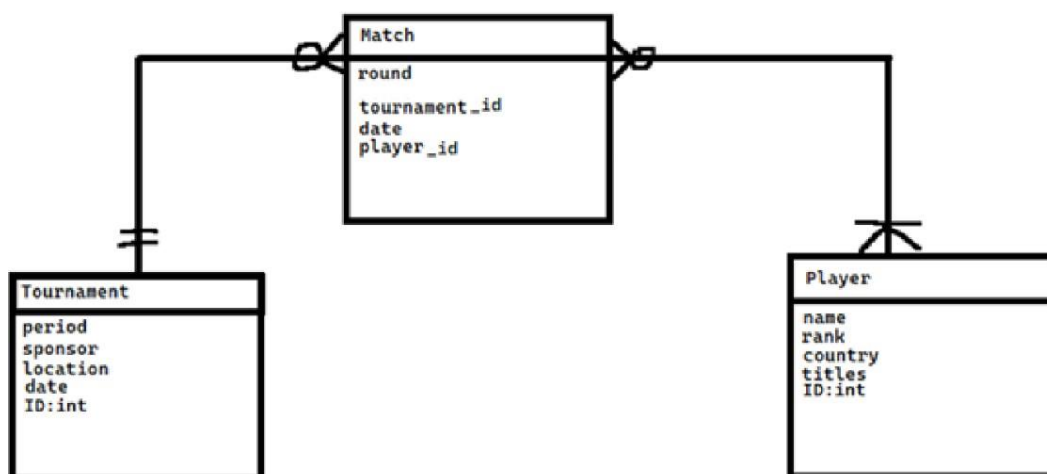 Match
round
tournament_id
date
player_id
Tournament
period
sponsor
location
date
ID:int
Player
name
rank
country
titles
ID:int